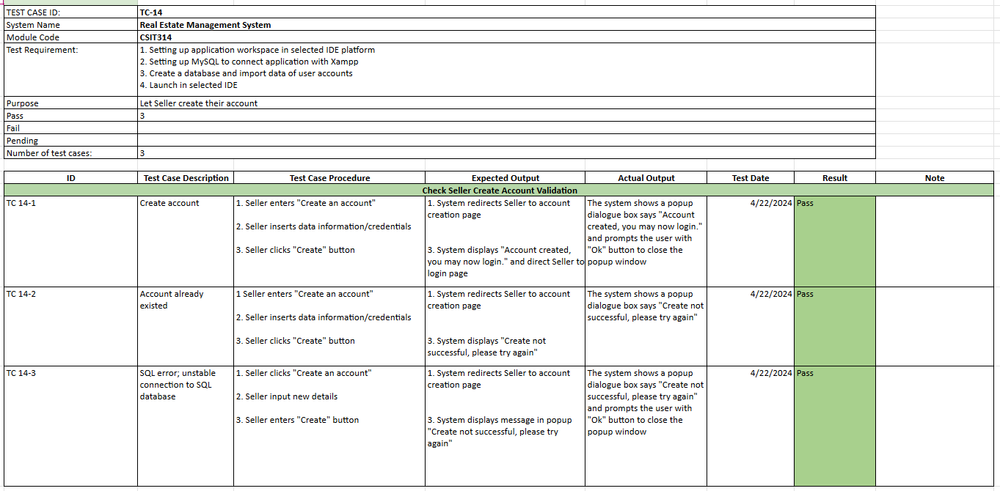 TEST CASE ID: TC-14
System Name Real Estate Management System
Module Code CSIT314
Test Requirement: 1. Setting up application workspace in selected IDE platform
2. Setting up MySQL to connect application with Xampp
3. Create a database and import data of user accounts
4. Launch in selected IDE
Purpose Let Seller create their account
Pass 3
Fail
Pending
Number of test cases: 3
ID Test Case Description Test Case Procedure Expected Output Actual Output Test Date Result Note
Check Seller Create Account Validation
TC 14-1
Create account
1. Seller enters "Create an account"
2. Seller inserts data information/credentials
3. Seller clicks "Create" button
1. System redirects Seller to account
creation page
3. System displays "Account created,
you may now login." and direct Seller to
login page
The system shows a popup
dialogue box says "Account
created, you may now login."
and prompts the user with
"Ok" button to close the
popup window
4/22/2024
Pass
TC 14-2
Account already
existed
1 Seller enters "Create an account"
2. Seller inserts data information/credentials
3. Seller clicks "Create" button
1. System redirects Seller to account
creation page
3. System displays "Create not
successful, please try again"
The system shows a popup
dialogue box says "Create not
successful, please try again"
4/22/2024
Pass
TC 14-3
SQL error; unstable
connection to SQL
database
1. Seller clicks "Create an account"
2. Seller input new details
3. Seller enters "Create" button
1. System redirects Seller to account
creation page
3. System displays message in popup
"Create not successful, please try
again"
The system shows a popup
dialogue box says "Create not
successful, please try again"
and prompts the user with
"Ok" button to close the
popup window
4/22/2024
Pass